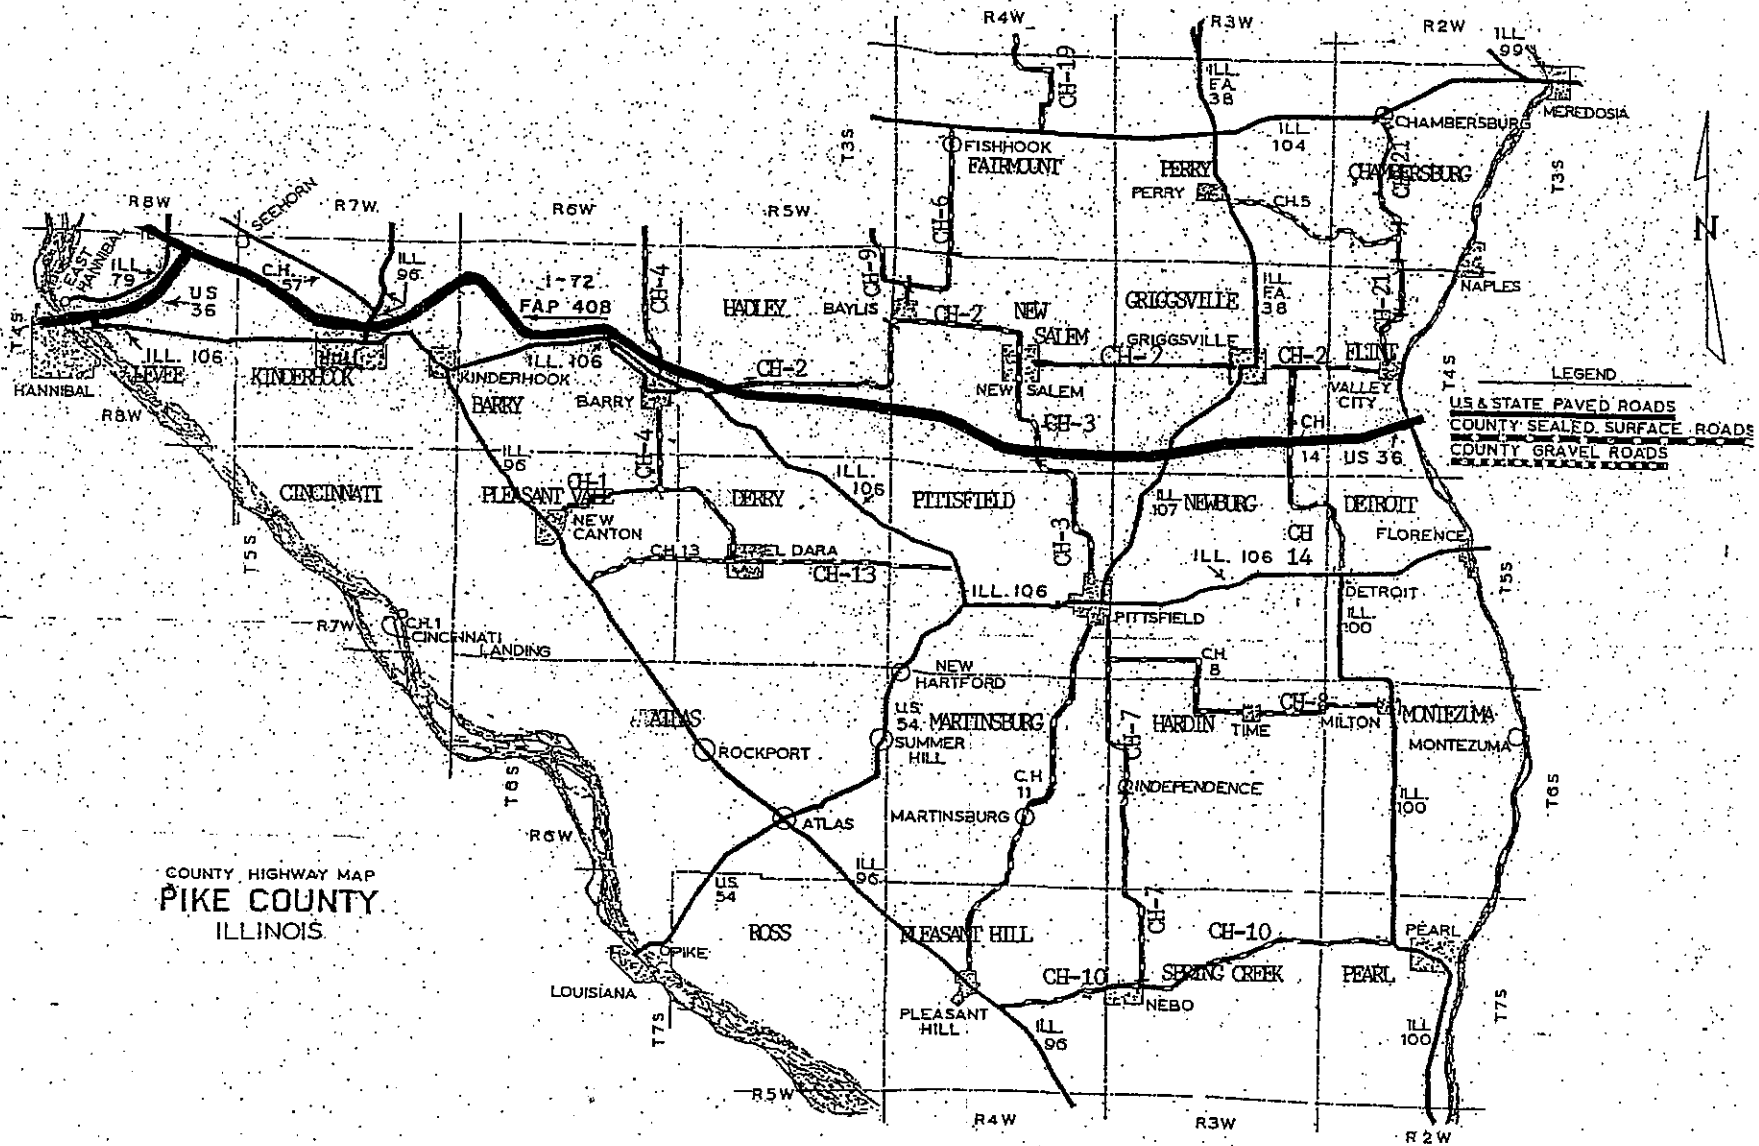 R4W
R3W
R2W
ILL.
99
CH-19
ILL.
EA.
38
MEREDOSIA
CHAMBERSBURG
ILL.
104
T3S
FISHHOOK
FAIRMOUNT
PERRY
PERRY
CH-21
CHAMBERSBURG
T3S
CH.5
CH-6
N
R8W
SEEHORN
R7W.
R6W
R5W
EAST
HANNIBAL
ILL
79
C.H.
57
ILL
96
US
36
I-72
FAP 408
CH-4
CH-9
HADLEY
BAYLIS
CH-2
NEW
SALEM
GRIGGSVILLE
ILL.
EA.
38
CH-21
NAPLES
T4S
ILL. 106
LEVEE
HANNIBAL
R8W
HULL
KINDERHOOK
KINDERHOOK
BARRY
ILL. 106
BARRY
CH-2
NEW
SALEM
CH-2
GRIGGSVILLE
CH-2
FLINT
VALLEY
CITY
T4S
LEGEND
U.S & STATE PAVED ROADS
COUNTY SEALED SURFACE ROADS
COUNTY GRAVEL ROADS
CH-3
CH
14
US 36
ILL
96
CH-4
CINCINNATI
PLEASANT VALE
CH-1
NEW
CANTON
DERRY
ILL.
106
PITTSFIELD
ILL
107
NEWBURG
DETROIT
FLORENCE
T5S
CH.13
EL DARA
CH-13
CH-3
CH
14
ILL. 106
T5S
ILL. 106
PITTSFIELD
DETROIT
ILL.
100
R7W
C.H.1
CINCINNATI
LANDING
NEW
HARTFORD
C.H.
8
ATLAS
ROCKPORT
U.S.
54
MARTINSBURG
SUMMER
HILL
CH-7
HARDIN
TIME
CH-8
MILTON
MONTEZUMA
MONTEZUMA
T6S
C.H
11
INDEPENDENCE
ILL.
100
T6S
R6W
ATLAS
MARTINSBURG
COUNTY HIGHWAY MAP
PIKE COUNTY
ILLINOIS
U.S.
54
ILL
96
CH-7
ROSS
PLEASANT HILL
CH-10
PEARL
PIKE
LOUISIANA
CH-10
SPRING CREEK
PEARL
NEBO
PLEASANT
HILL
ILL
96
ILL
100
T7S
T7S
R5W
R4W
R3W
R2W